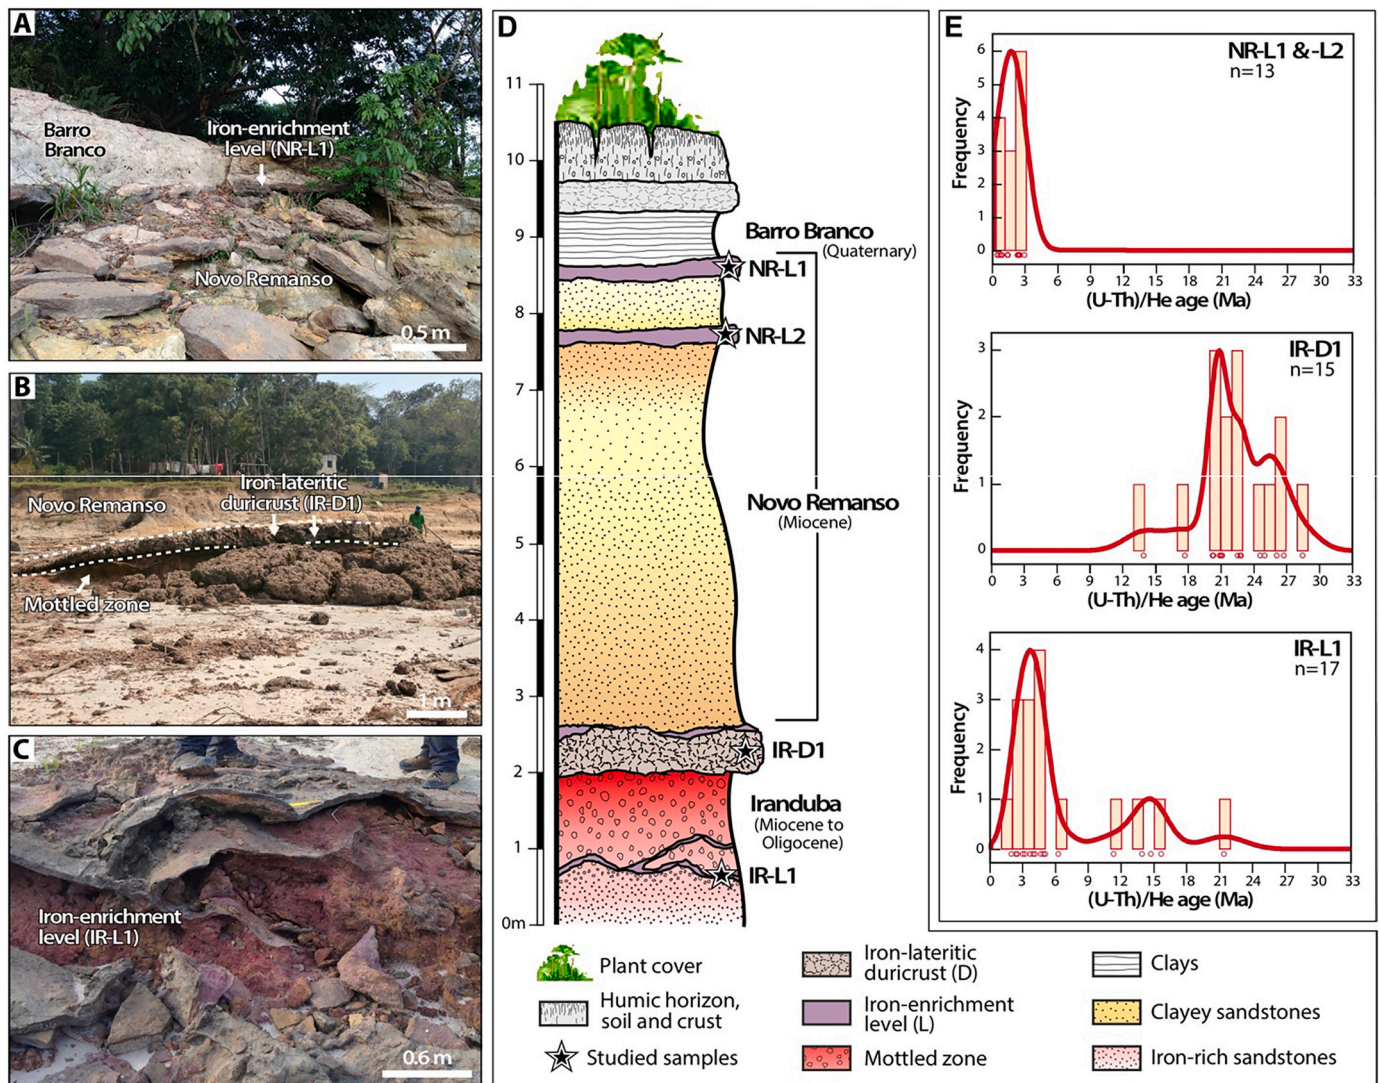 A
Barro
Branco
Iron-enrichment
level (NR-L1)
Novo Remanso
0.5 m
B
Novo Remanso
Iron-lateritic
duricrust (IR-D1)
Mottled zone
1 m
C
Iron-enrichment
level (IR-L1)
0.6 m
D
11
10
9
8
7
6
5
4
3
2
1
0m
Barro Branco
(Quaternary)
NR-L1
NR-L2
Novo Remanso
(Miocene)
IR-D1
Iranduba
(Miocene to
Oligocene)
IR-L1
E
NR-L1 & -L2
n=13
Frequency
6
5
4
3
2
1
0
0 3 6 9 12 15 18 21 24 27 30 33
(U-Th)/He age (Ma)
IR-D1
n=15
Frequency
3
2
1
0
0 3 6 9 12 15 18 21 24 27 30 33
(U-Th)/He age (Ma)
IR-L1
n=17
Frequency
4
3
2
1
0
0 3 6 9 12 15 18 21 24 27 30 33
(U-Th)/He age (Ma)
Plant cover
Humic horizon,
soil and crust
Studied samples
Iron-lateritic
duricrust (D)
Iron-enrichment
level (L)
Mottled zone
Clays
Clayey sandstones
Iron-rich sandstones